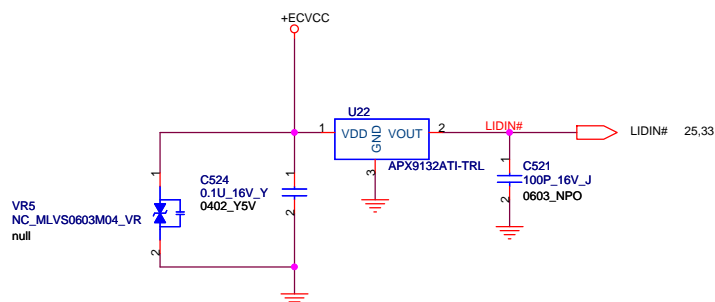 +ECVCC
U22
1 VDD GND VOUT 2
3
APX9132ATI-TRL
LIDIN#
LIDIN# 25,33
1
C524
0.1U_16V_Y
0402_Y5V
2
1
C521
100P_16V_J
0603_NPO
2
1
VR5
NC_MLVS0603M04_VR
null
2